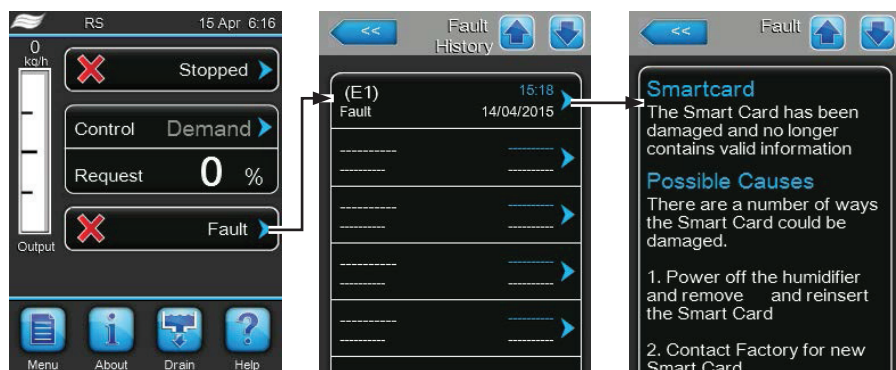 RS 15 Apr 6:16
0
kg/h
Stopped
Control Demand
Request 0 %
Fault
Output
Menu About Drain Help
<< Fault
History
(E1) 15:18
Fault 14/04/2015
---------- ---------
---------- ----------
---------- ---------
---------- ----------
---------- ---------
---------- ----------
---------- ---------
---------- ----------
<< Fault
Smartcard
The Smart Card has been
damaged and no longer
contains valid information
Possible Causes
There are a number of ways
the Smart Card could be
damaged.
1. Power off the humidifier
and remove and reinsert
the Smart Card
2. Contact Factory for new
Smart Card